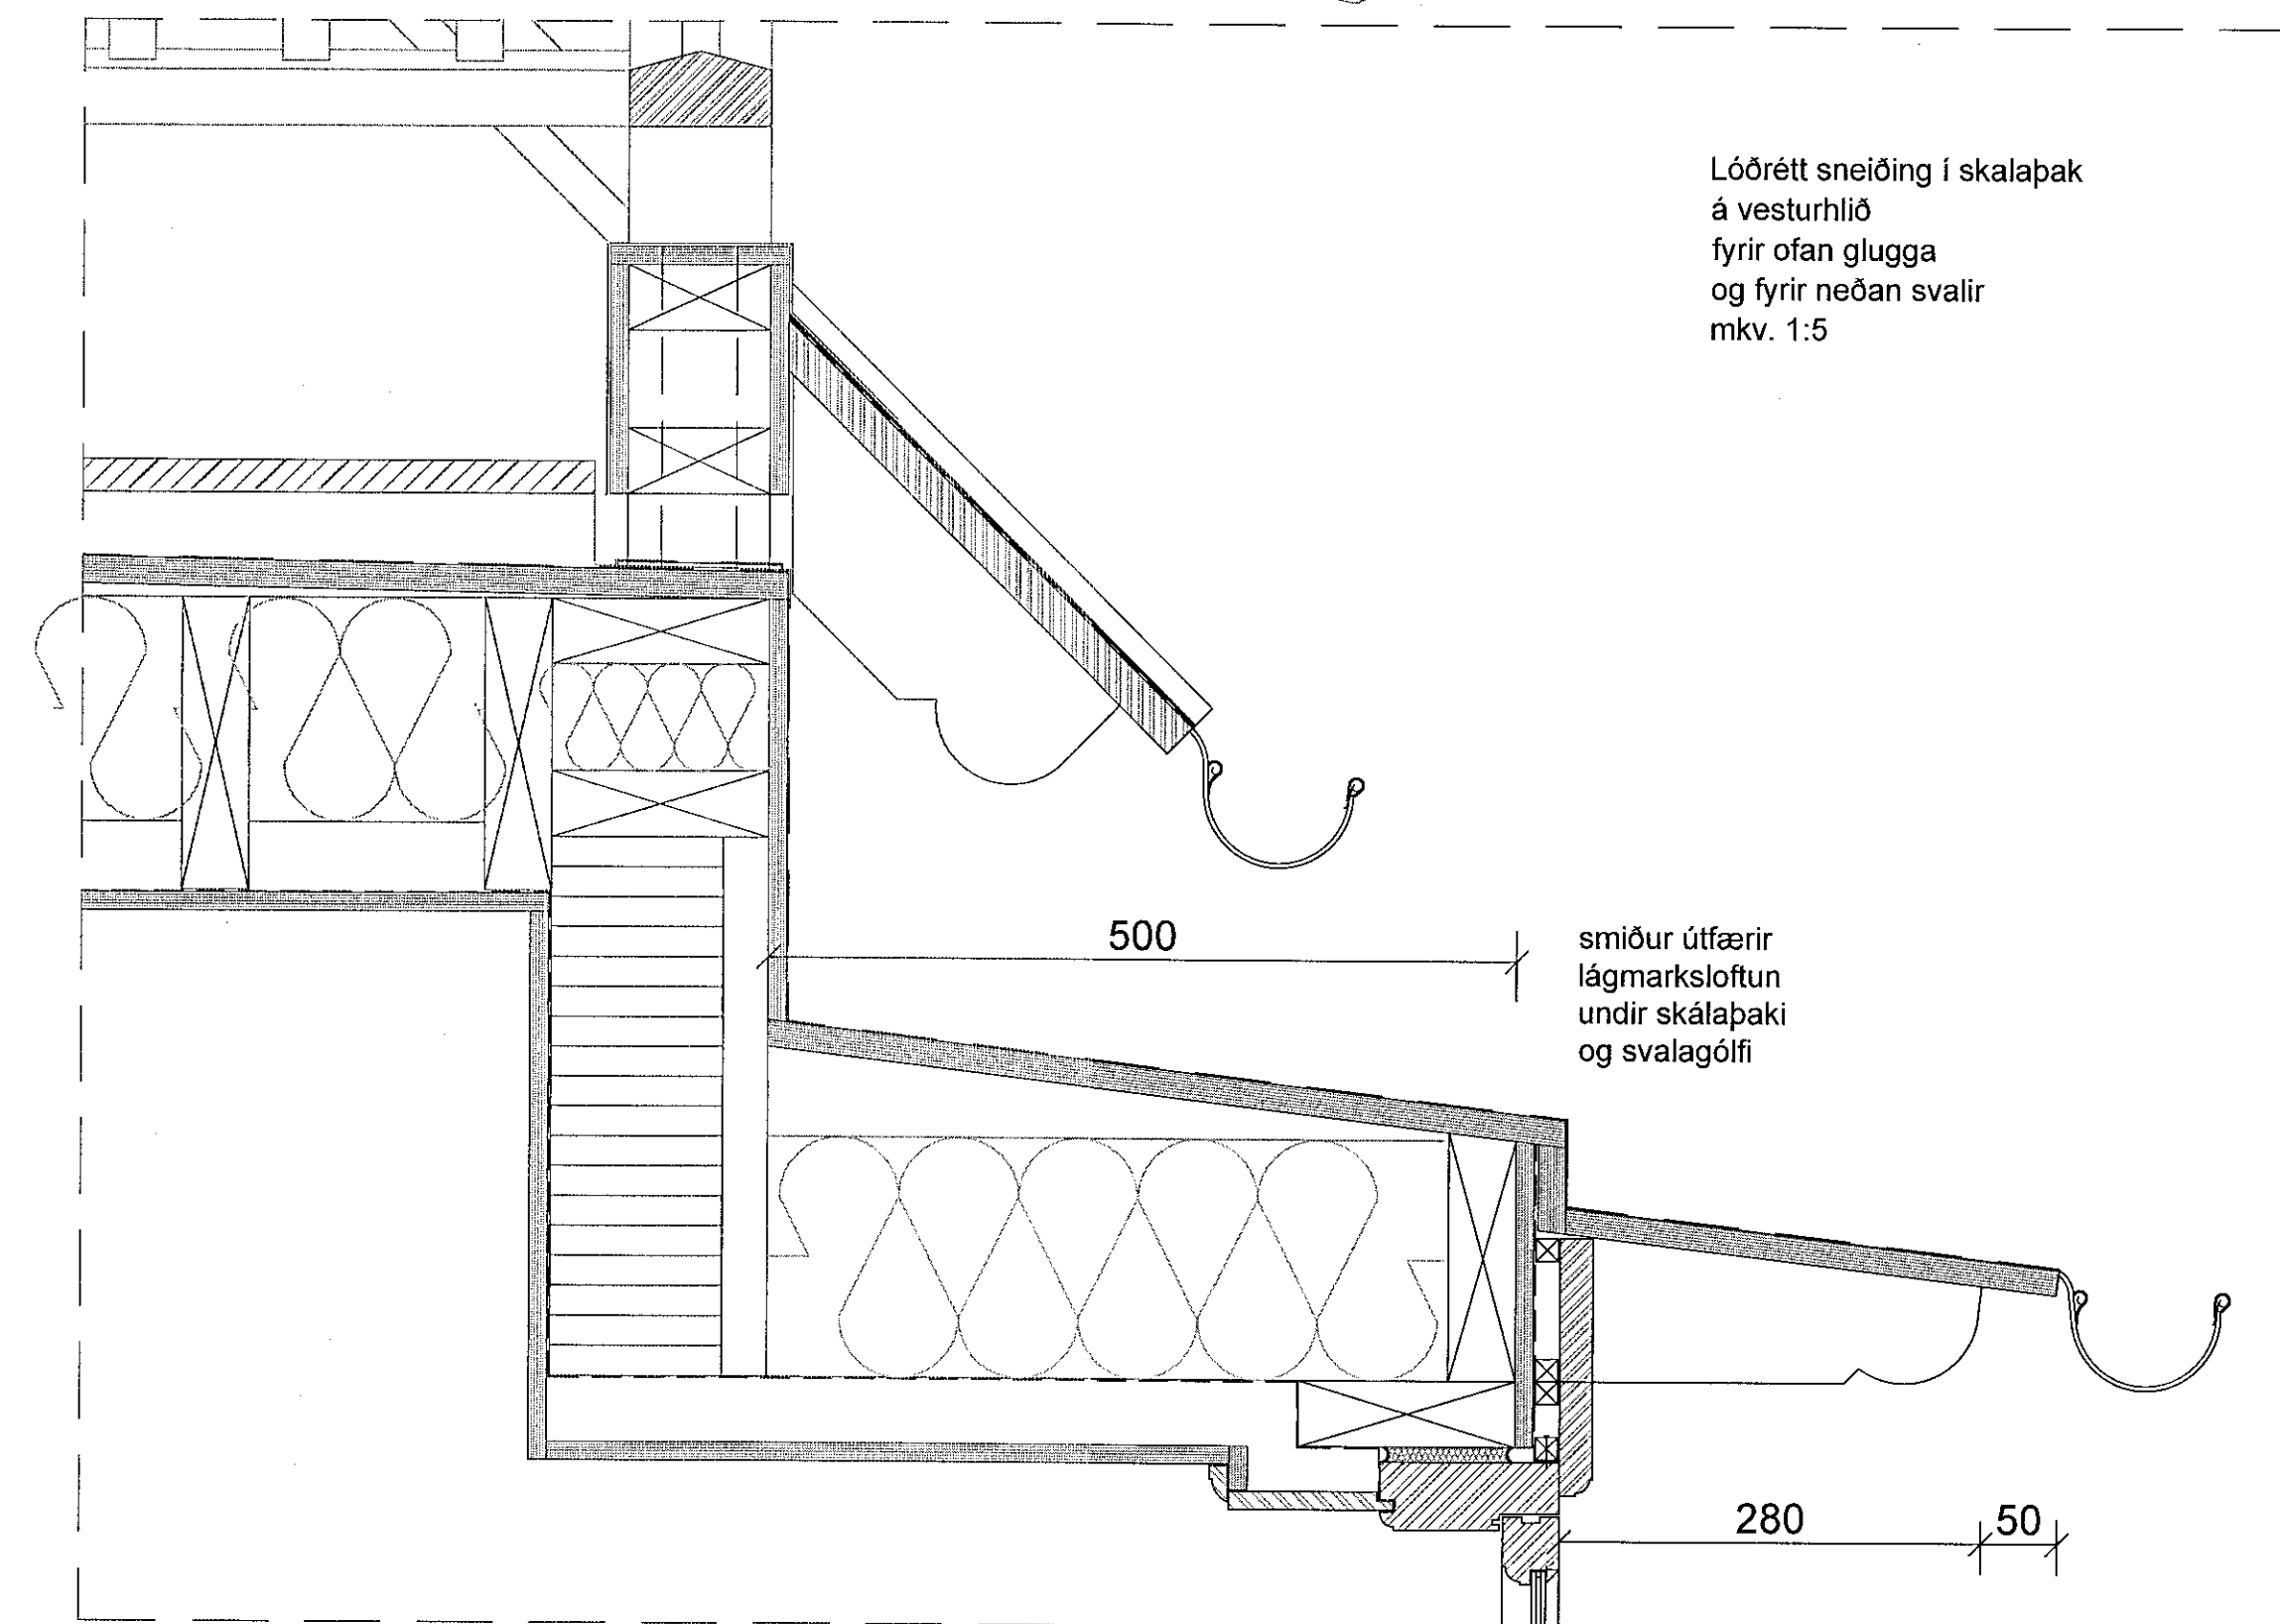 Lóðrétt sneiðing í skalaþak
á vesturhlið
fyrir ofan glugga
og fyrir neðan svalir
mkv. 1:5
500
smiður útfærir
lágmarksloftun
undir skálaþaki
og svalagólfi
280
50